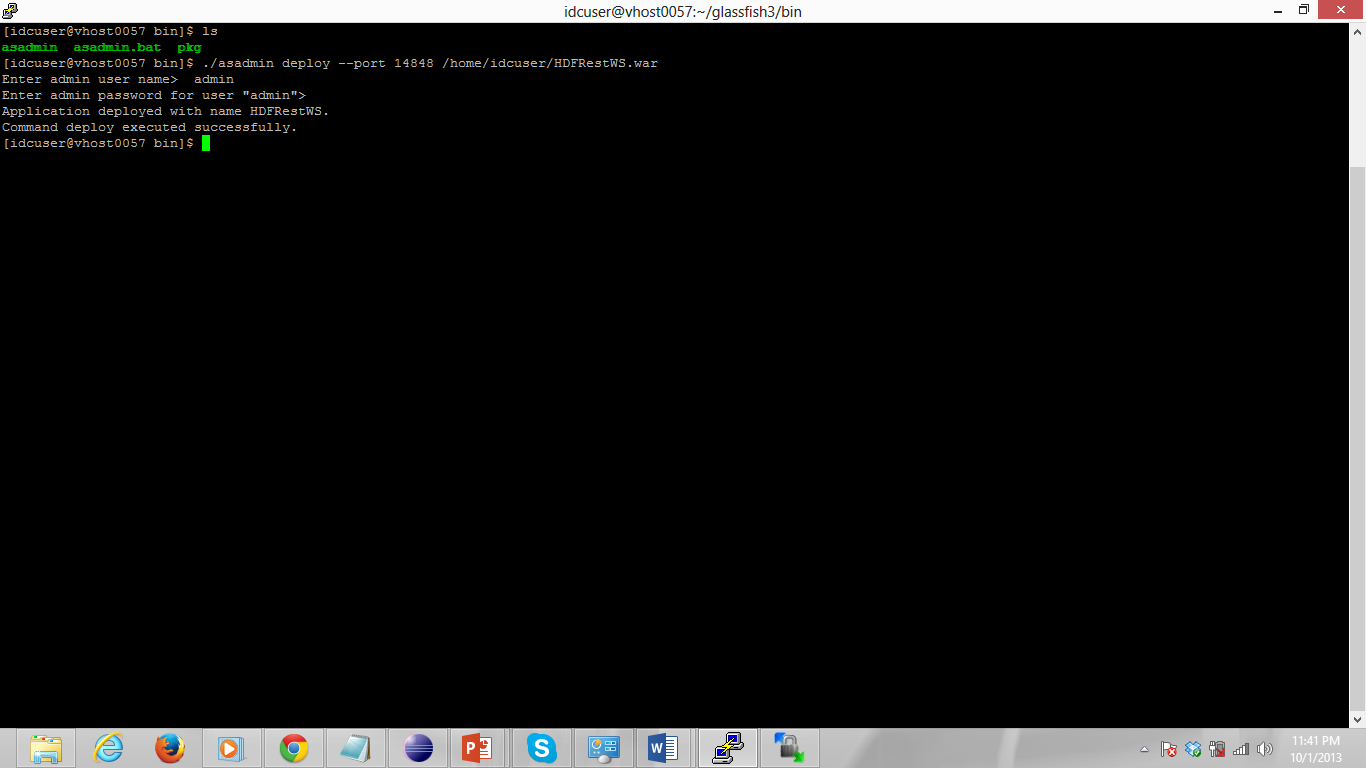 idcuser@vhost0057:~/glassfish3/bin
[idcuser@vhost0057 bin]$ ls
asadmin  asadmin.bat  pkg
[idcuser@vhost0057 bin]$ ./asadmin deploy --port 14848 /home/idcuser/HDFRestWS.war
Enter admin user name>  admin
Enter admin password for user "admin">
Application deployed with name HDFRestWS.
Command deploy executed successfully.
[idcuser@vhost0057 bin]$
11:41 PM
10/1/2013